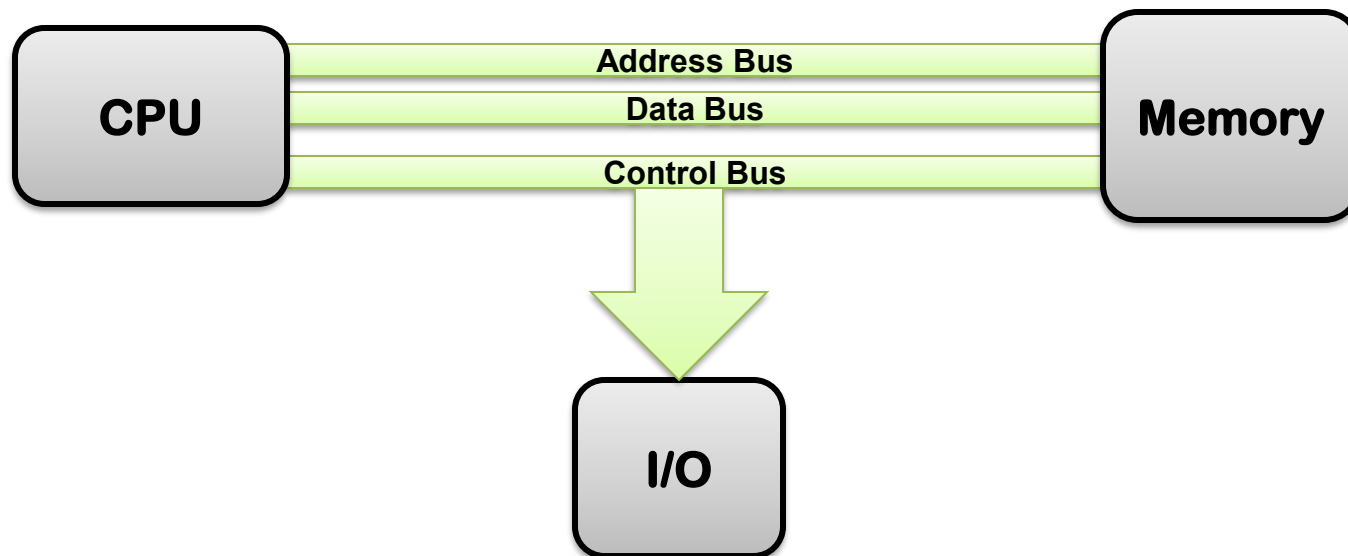 Address Bus
CPU
Data Bus
Memory
Control Bus
I/O